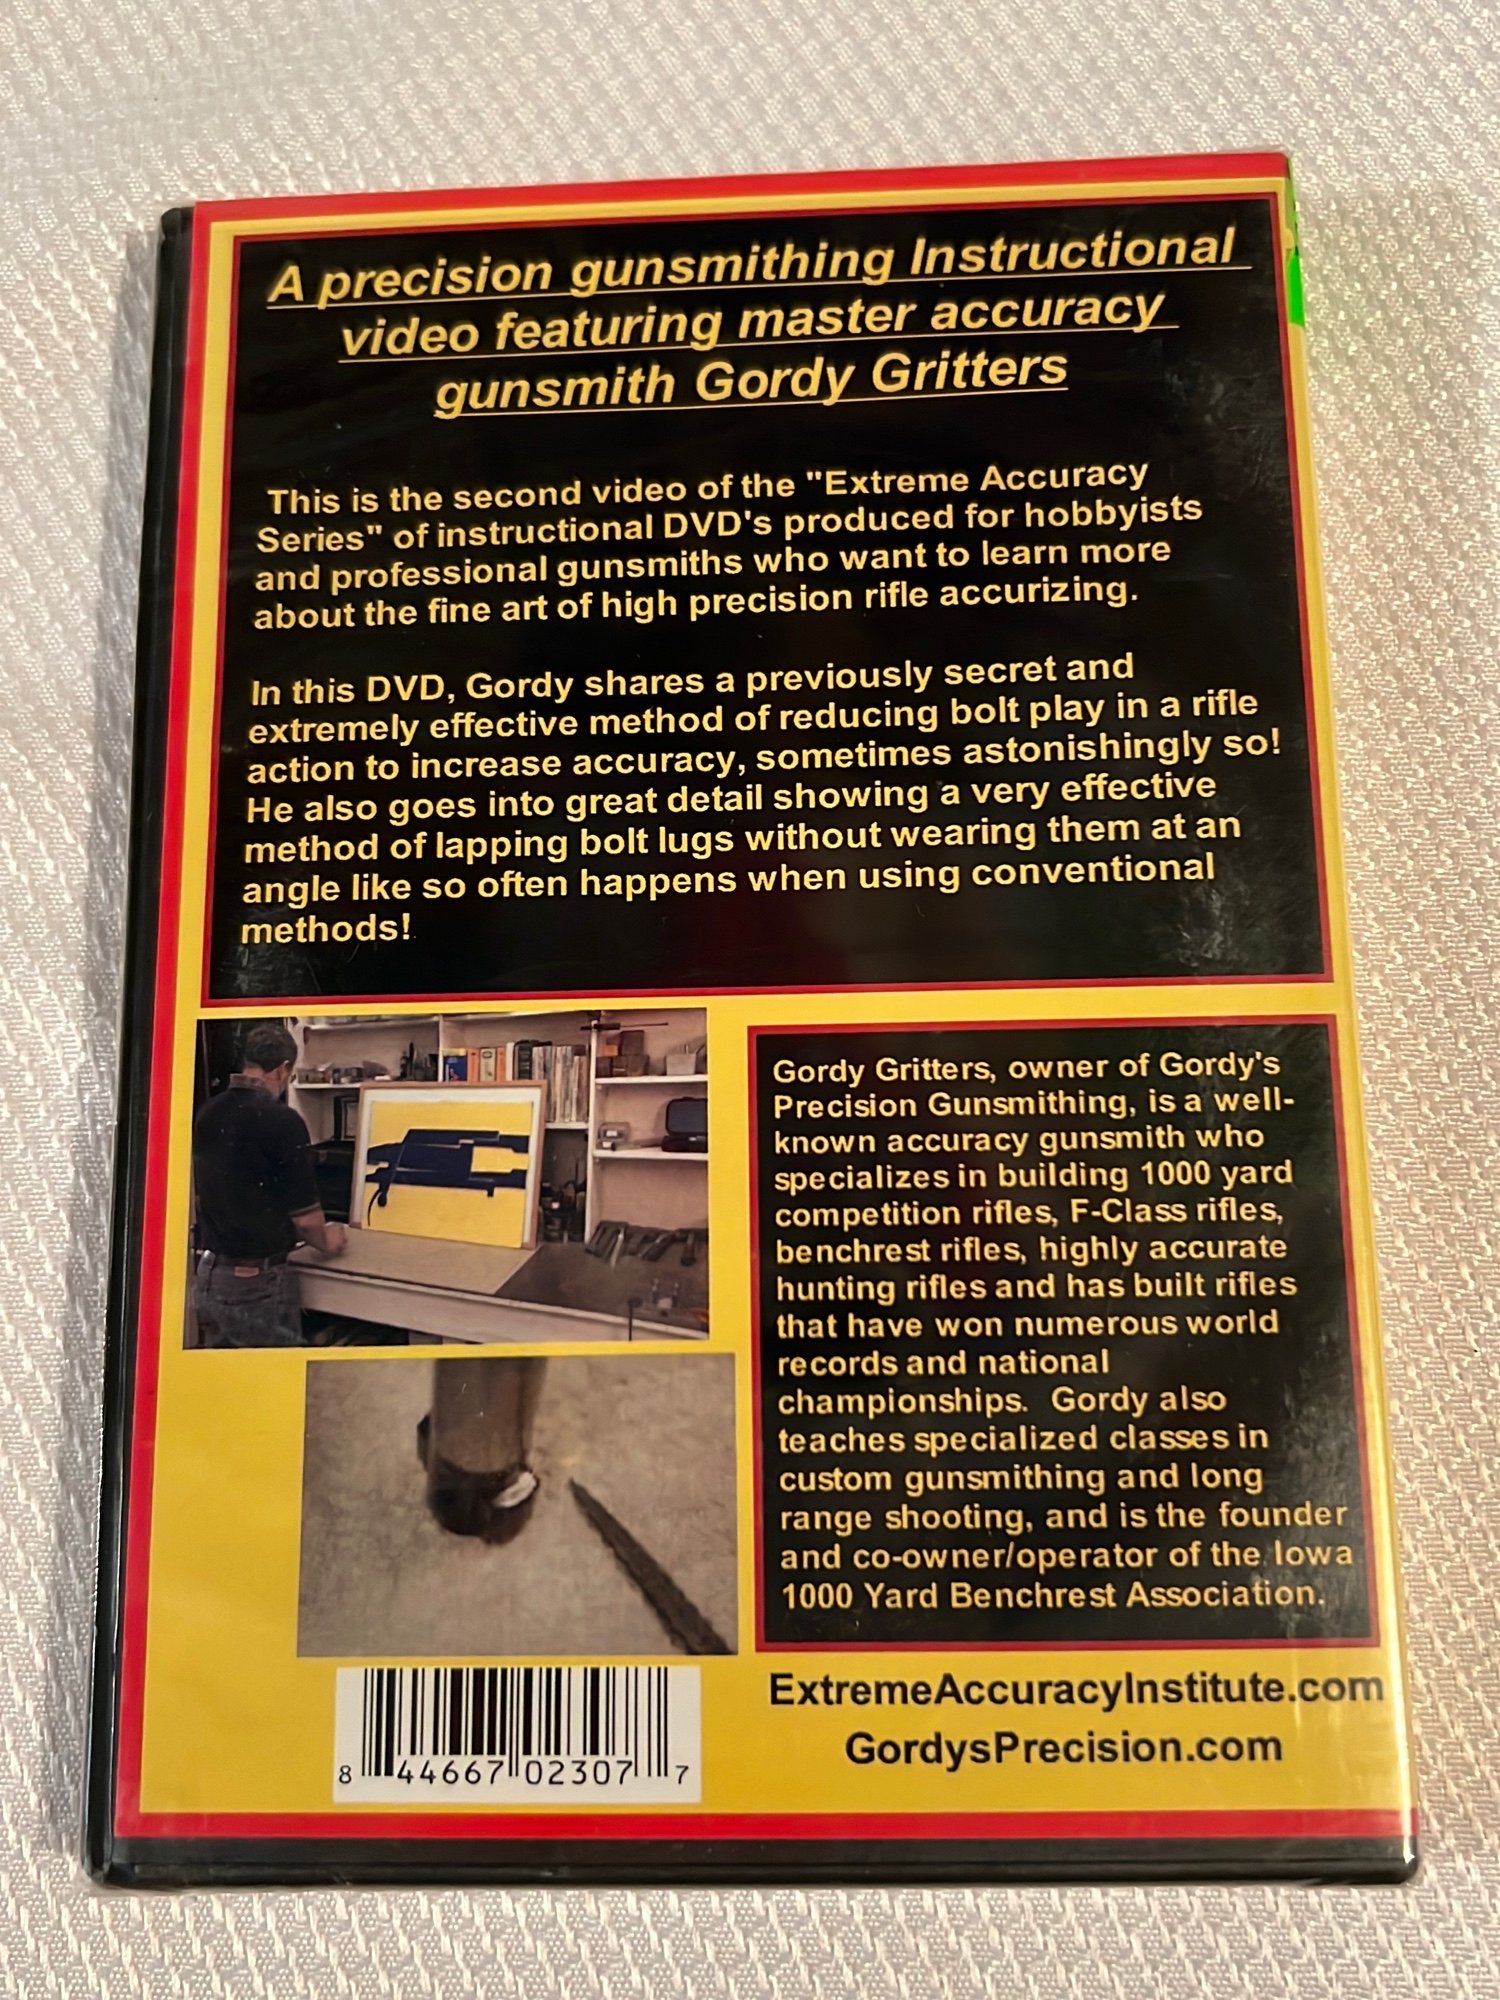 A precision gunsmithing Instructional
video featuring master accuracy
gunsmith Gordy Gritters
This is the second video of the "Extreme Accuracy
Series" of instructional DVD's produced for hobbyists
and professional gunsmiths who want to learn more
about the fine art of high precision rifle accurizing.
In this DVD, Gordy shares a previously secret and
extremely effective method of reducing bolt play in a rifle
action to increase accuracy, sometimes astonishingly so!
He also goes into great detail showing a very effective
method of lapping bolt lugs without wearing them at an
angle like so often happens when using conventional
methods!
Gordy Gritters, owner of Gordy's
Precision Gunsmithing, is a well-
known accuracy gunsmith who
specializes in building 1000 yard
competition rifles, F-Class rifles,
benchrest rifles, highly accurate
hunting rifles and has built rifles
that have won numerous world
records and national
championships. Gordy also
teaches specialized classes in
custom gunsmithing and long
range shooting, and is the founder
and co-owner/operator of the Iowa
1000 Yard Benchrest Association.
ExtremeAccuracyInstitute.com
GordysPrecision.com
8 44667 02307 7